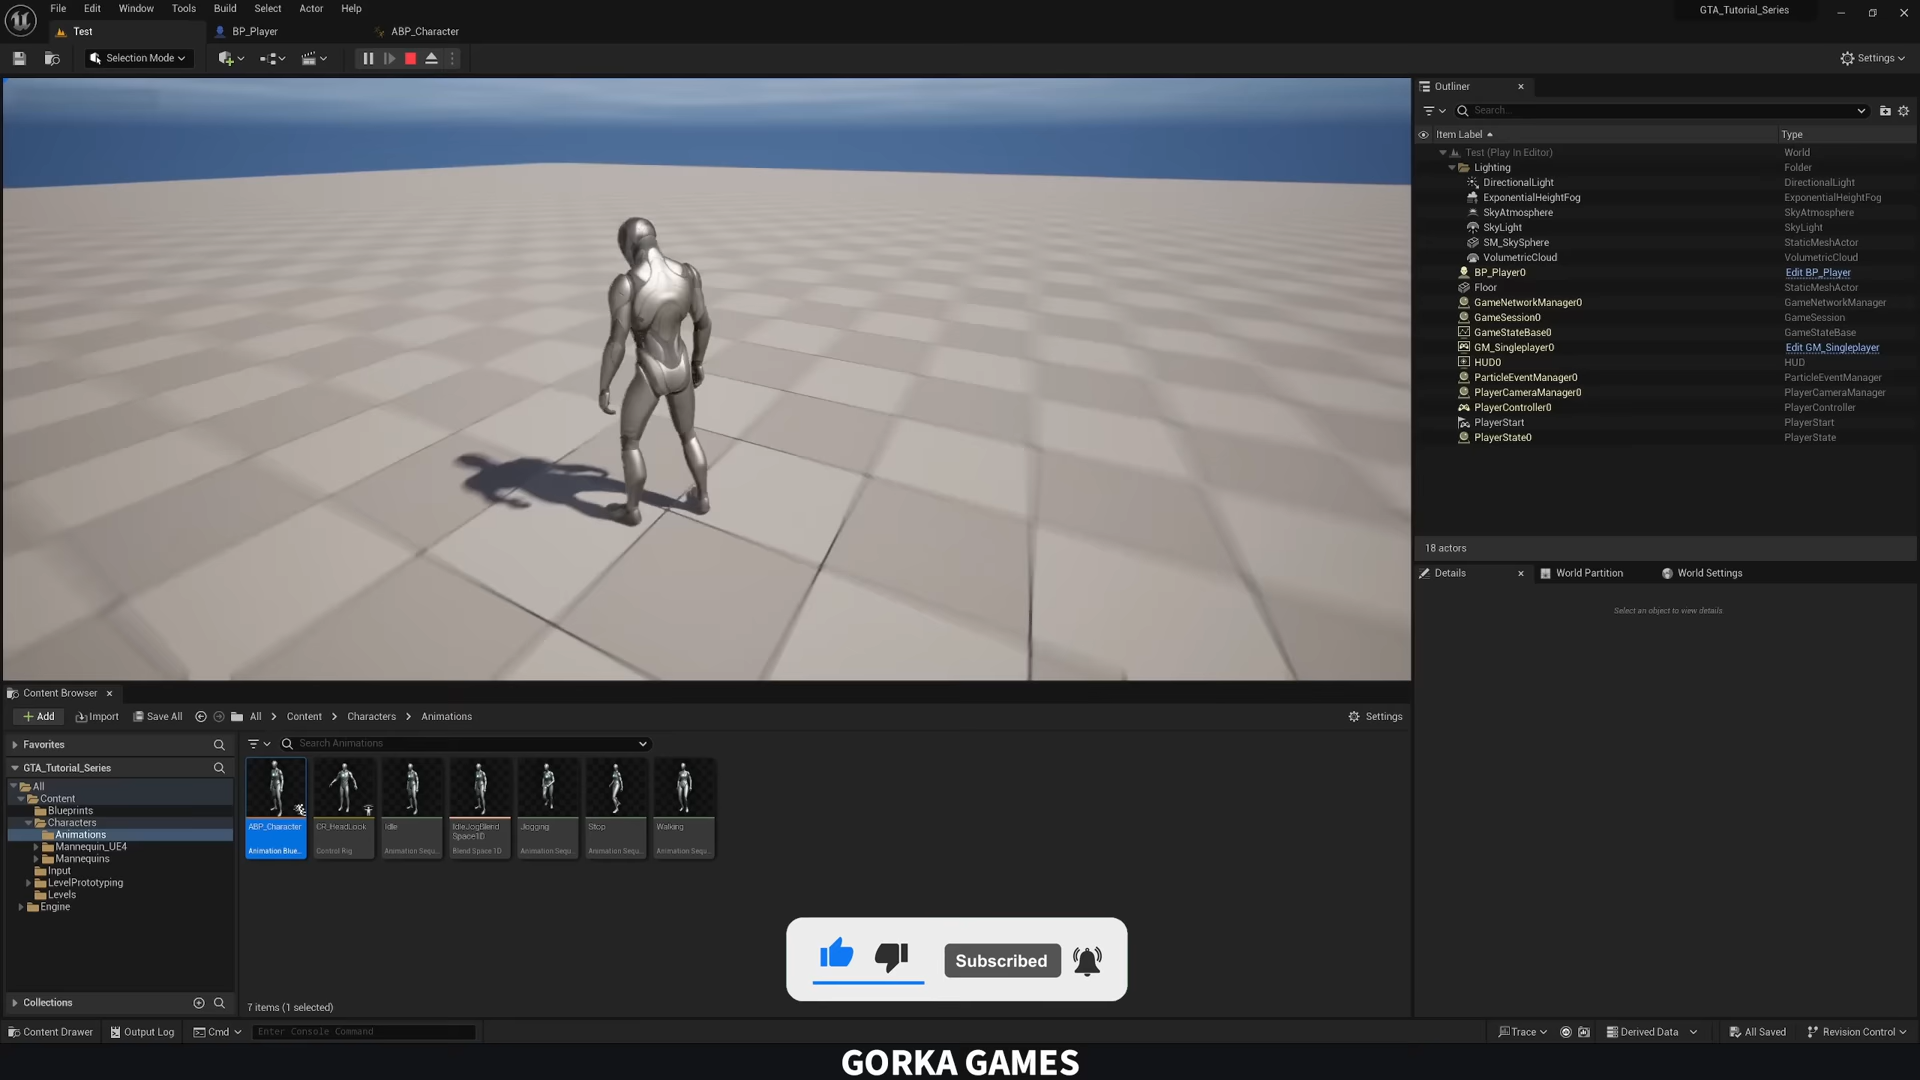 File Edit Window Tools Build Select Actor Help
GTA_Tutorial_Series
Test
BP_Player
ABP_Character
Selection Mode
Settings
Outliner
Search...
Item Label
Type
Test (Play In Editor) World
Lighting Folder
DirectionalLight DirectionalLight
ExponentialHeightFog ExponentialHeightFog
SkyAtmosphere SkyAtmosphere
SkyLight SkyLight
SM_SkySphere StaticMeshActor
VolumetricCloud VolumetricCloud
BP_Player0 Edit BP_Player
Floor StaticMeshActor
GameNetworkManager0 GameNetworkManager
GameSession0 GameSession
GameStateBase0 GameStateBase
GM_Singleplayer0 Edit GM_Singleplayer
HUD0 HUD
ParticleEventManager0 ParticleEventManager
PlayerCameraManager0 PlayerCameraManager
PlayerController0 PlayerController
PlayerStart PlayerStart
PlayerState0 PlayerState
18 actors
Details
World Partition
World Settings
Select an object to view details
Content Browser
Add
Import
Save All
All
Content
Characters
Animations
Settings
Favorites
Search Animations
GTA_Tutorial_Series
All
Content
Blueprints
Characters
Animations
Mannequin_UE4
Mannequins
Input
LevelPrototyping
Levels
Engine
Collections
ABP_Character
Animation Blue...
CR_HeadLook
Control Rig
Idle
Animation Sequ...
IdleJogBlend
Space1D
Blend Space 1D
Jogging
Animation Sequ...
Stop
Animation Sequ...
Walking
Animation Sequ...
Subscribed
7 items (1 selected)
Content Drawer
Output Log
Cmd
Enter Console Command
Trace
Derived Data
All Saved
Revision Control
GORKA GAMES